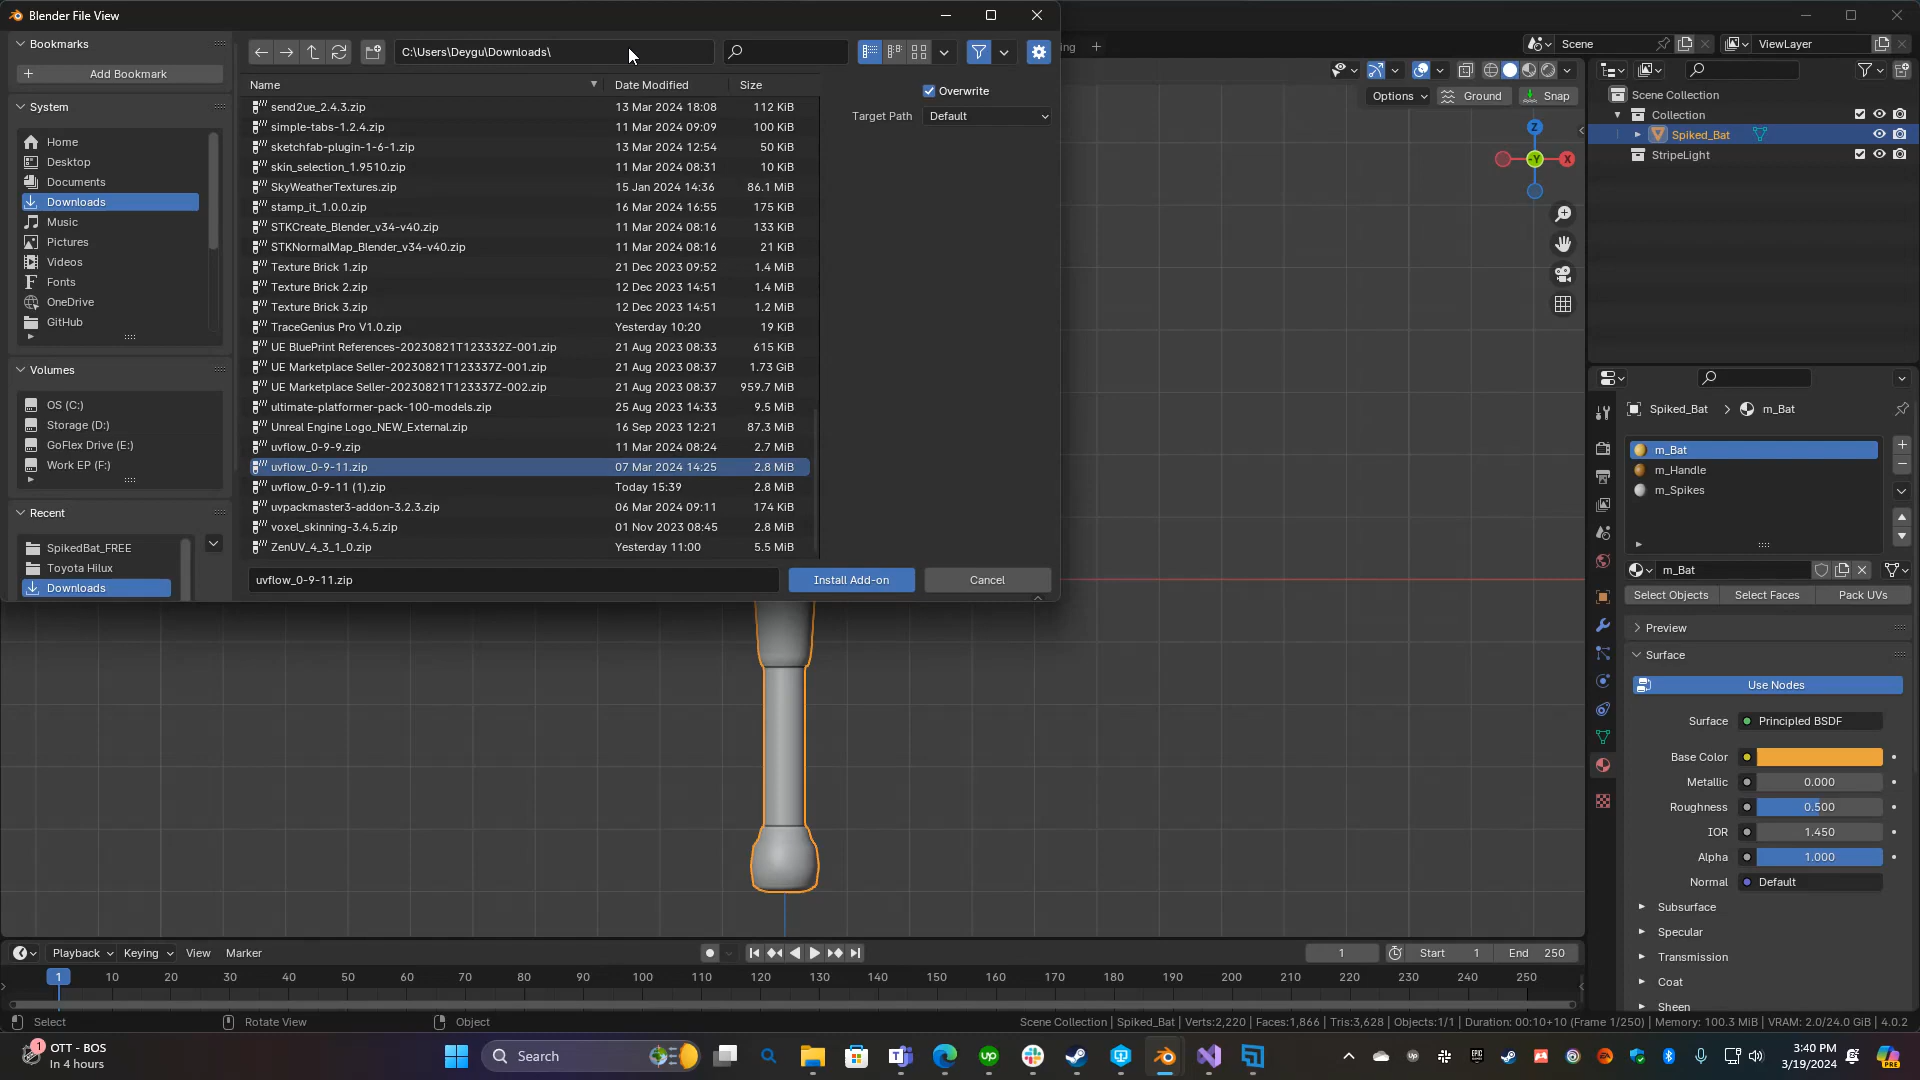 Blender File View
Bookmarks
Add Bookmark
System
Home
Desktop
Documents
Downloads
Music
Pictures
Videos
Fonts
OneDrive
GitHub
Volumes
OS (C:)
Storage (D:)
GoFlex Drive (E:)
Work EP (F:)
Recent
SpikedBat_FREE
Toyota Hilux
Downloads
C:\Users\Deygu\Downloads\
Name Date Modified Size
send2ue_2.4.3.zip 13 Mar 2024 18:08 112 KiB
simple-tabs-1.2.4.zip 11 Mar 2024 09:09 100 KiB
sketchfab-plugin-1-6-1.zip 13 Mar 2024 12:54 50 KiB
skin_selection_1.9510.zip 11 Mar 2024 08:31 10 KiB
SkyWeatherTextures.zip 15 Jan 2024 14:36 86.1 MiB
stamp_it_1.0.0.zip 16 Mar 2024 16:55 175 KiB
STKCreate_Blender_v34-v40.zip 11 Mar 2024 08:16 133 KiB
STKNormalMap_Blender_v34-v40.zip 11 Mar 2024 08:16 21 KiB
Texture Brick 1.zip 21 Dec 2023 09:52 1.4 MiB
Texture Brick 2.zip 12 Dec 2023 14:51 1.4 MiB
Texture Brick 3.zip 12 Dec 2023 14:51 1.2 MiB
TraceGenius Pro V1.0.zip Yesterday 10:20 19 KiB
UE BluePrint References-20230821T123332Z-001.zip 21 Aug 2023 08:33 615 KiB
UE Marketplace Seller-20230821T123337Z-001.zip 21 Aug 2023 08:37 1.73 GiB
UE Marketplace Seller-20230821T123337Z-002.zip 21 Aug 2023 08:37 959.7 MiB
ultimate-platformer-pack-100-models.zip 25 Aug 2023 14:33 9.5 MiB
Unreal Engine Logo_NEW_External.zip 16 Sep 2023 12:21 87.3 MiB
uvflow_0-9-9.zip 11 Mar 2024 08:24 2.7 MiB
uvflow_0-9-11.zip 07 Mar 2024 14:25 2.8 MiB
uvflow_0-9-11 (1).zip Today 15:39 2.8 MiB
uvpackmaster3-addon-3.2.3.zip 06 Mar 2024 09:11 174 KiB
voxel_skinning-3.4.5.zip 01 Nov 2023 08:45 2.8 MiB
ZenUV_4_3_1_0.zip Yesterday 11:00 5.5 MiB
uvflow_0-9-11.zip Install Add-on Cancel
Overwrite
Target Path Default
ing
Scene ViewLayer
Options Ground Snap
Z
-Y X
Scene Collection
Collection
Spiked_Bat
StripeLight
Spiked_Bat m_Bat
m_Bat
m_Handle
m_Spikes
m_Bat
Select Objects Select Faces Pack UVs
Preview
Surface
Use Nodes
Surface Principled BSDF
Base Color
Metallic 0.000
Roughness 0.500
IOR 1.450
Alpha 1.000
Normal Default
Subsurface
Specular
Transmission
Coat
Sheen
Playback Keying View Marker 1 Start 1 End 250
1 10 20 30 40 50 60 70 80 90 100 110 120 130 140 150 160 170 180 190 200 210 220 230 240 250
Select Rotate View Object Scene Collection | Spiked_Bat | Verts:2,220 | Faces:1,866 | Tris:3,628 | Objects:1/1 | Duration: 00:10+10 (Frame 1/250) | Memory: 100.3 MiB | VRAM: 2.0/24.0 GiB | 4.0.2
1
OTT - BOS
In 4 hours
Search
3:40 PM
3/19/2024
PRE